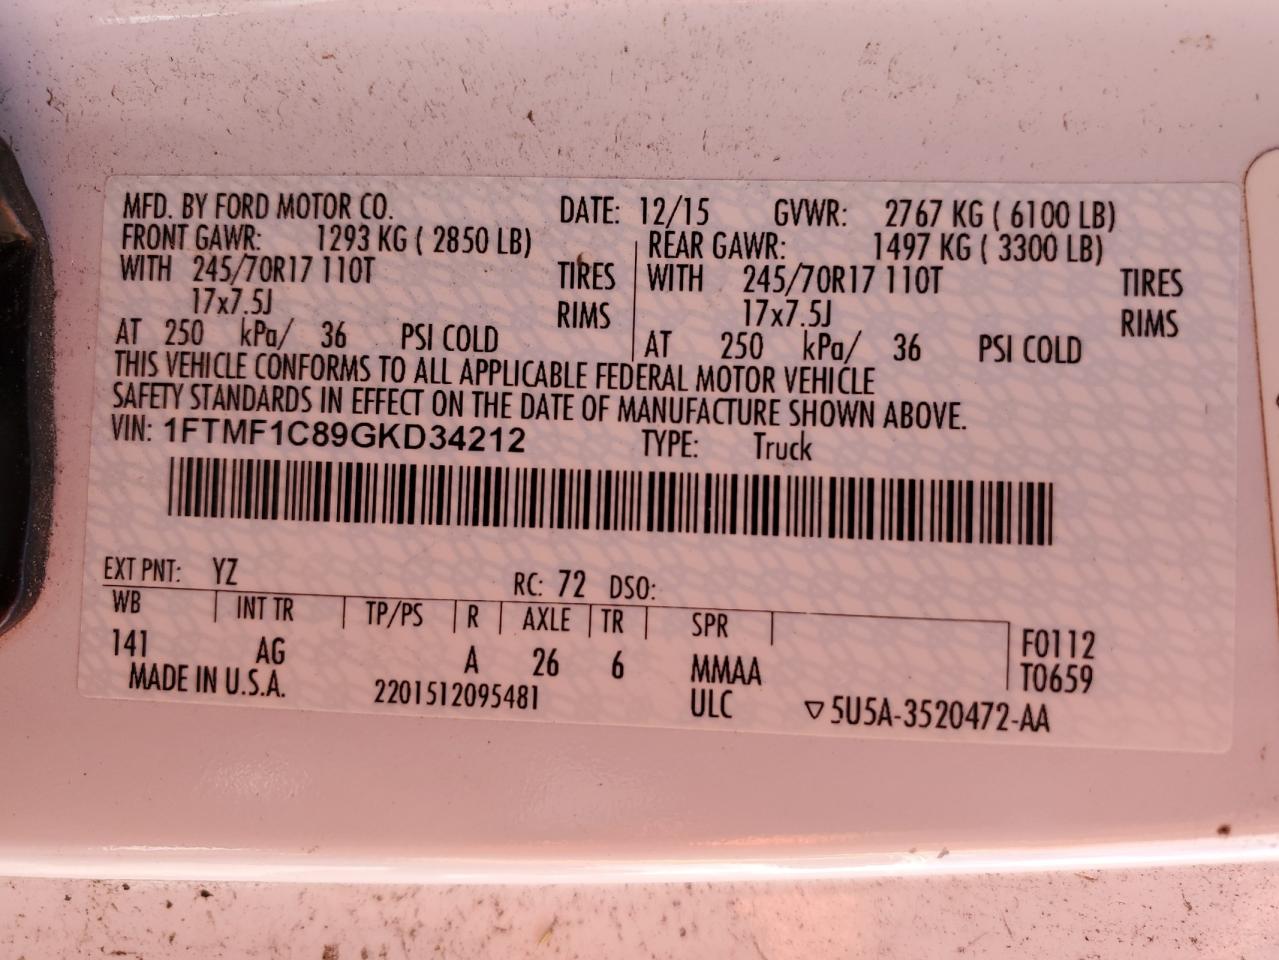 MFD. BY FORD MOTOR CO. DATE: 12/15 GVWR: 2767 KG ( 6100 LB)
FRONT GAWR: 1293 KG ( 2850 LB) REAR GAWR: 1497 KG ( 3300 LB)
WITH 245/70R17 110T TIRES WITH 245/70R17 110T TIRES
17x7.5J RIMS 17x7.5J RIMS
AT 250 kPa/ 36 PSI COLD AT 250 kPa/ 36 PSI COLD
THIS VEHICLE CONFORMS TO ALL APPLICABLE FEDERAL MOTOR VEHICLE
SAFETY STANDARDS IN EFFECT ON THE DATE OF MANUFACTURE SHOWN ABOVE.
VIN: 1FTMF1C89GKD34212 TYPE: Truck
EXT PNT: YZ RC: 72 DSO:
WB INT TR TP/PS R AXLE TR SPR
141 AG A 26 6 MMAA F0112
MADE IN U.S.A. 2201512095481 ULC T0659
▽5U5A-3520472-AA